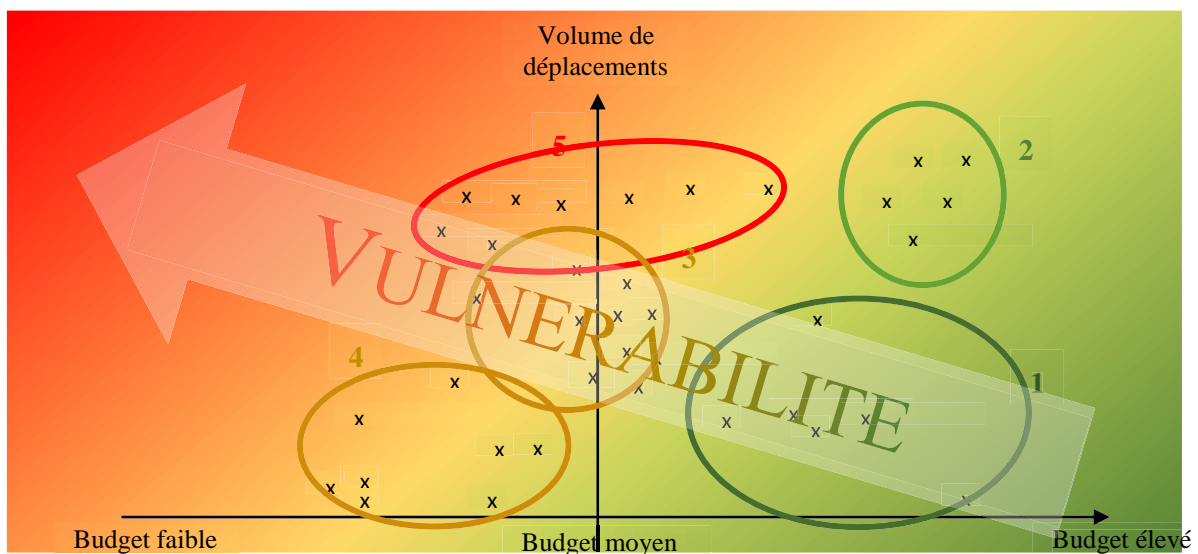 Volume de
déplacements
5
2
x x
x x x x x x x x
x x x
x
3
x x
x x x x x
VULNERABILITE
4
x
1
x x
x x
x x x x x
x x
x x
x x
x x x
Budget faible
Budget moyen
Budget élevé